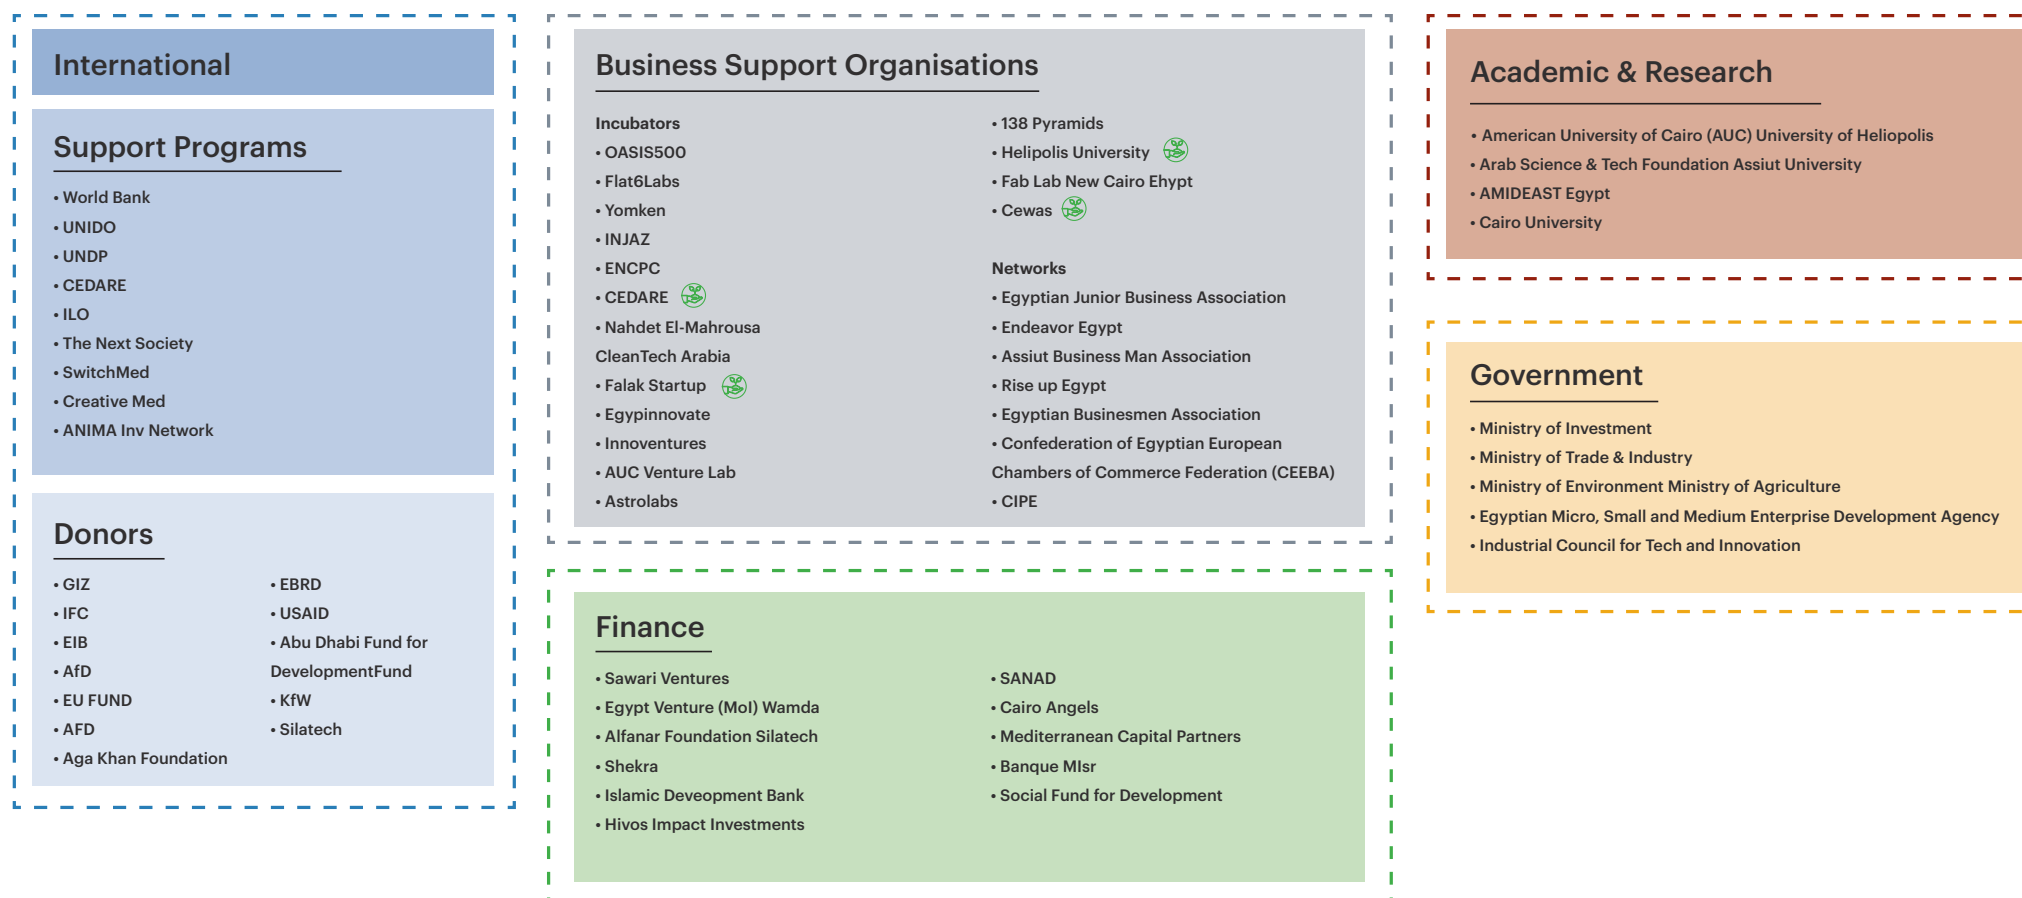 International
Support Programs
• World Bank
• UNIDO
• UNDP
• CEDARE
• ILO
• The Next Society
• SwitchMed
• Creative Med
• ANIMA Inv Network
Donors
• GIZ
• IFC
• EIB
• AfD
• EU FUND
• AFD
• Aga Khan Foundation
• EBRD
• USAID
• Abu Dhabi Fund for
DevelopmentFund
• KfW
• Silatech
Business Support Organisations
Incubators
• OASIS500
• Flat6Labs
• Yomken
• INJAZ
• ENCPC
• CEDARE
• Nahdet El-Mahrousa
CleanTech Arabia
• Falak Startup
• Egypinnovate
• Innoventures
• AUC Venture Lab
• Astrolabs
• 138 Pyramids
• Helipolis University
• Fab Lab New Cairo Ehypt
• Cewas
Networks
• Egyptian Junior Business Association
• Endeavor Egypt
• Assiut Business Man Association
• Rise up Egypt
• Egyptian Businesmen Association
• Confederation of Egyptian European
Chambers of Commerce Federation (CEEBA)
• CIPE
Finance
• Sawari Ventures
• Egypt Venture (MoI) Wamda
• Alfanar Foundation Silatech
• Shekra
• Islamic Deveopment Bank
• Hivos Impact Investments
• SANAD
• Cairo Angels
• Mediterranean Capital Partners
• Banque MIsr
• Social Fund for Development
Academic & Research
• American University of Cairo (AUC) University of Heliopolis
• Arab Science & Tech Foundation Assiut University
• AMIDEAST Egypt
• Cairo University
Government
• Ministry of Investment
• Ministry of Trade & Industry
• Ministry of Environment Ministry of Agriculture
• Egyptian Micro, Small and Medium Enterprise Development Agency
• Industrial Council for Tech and Innovation